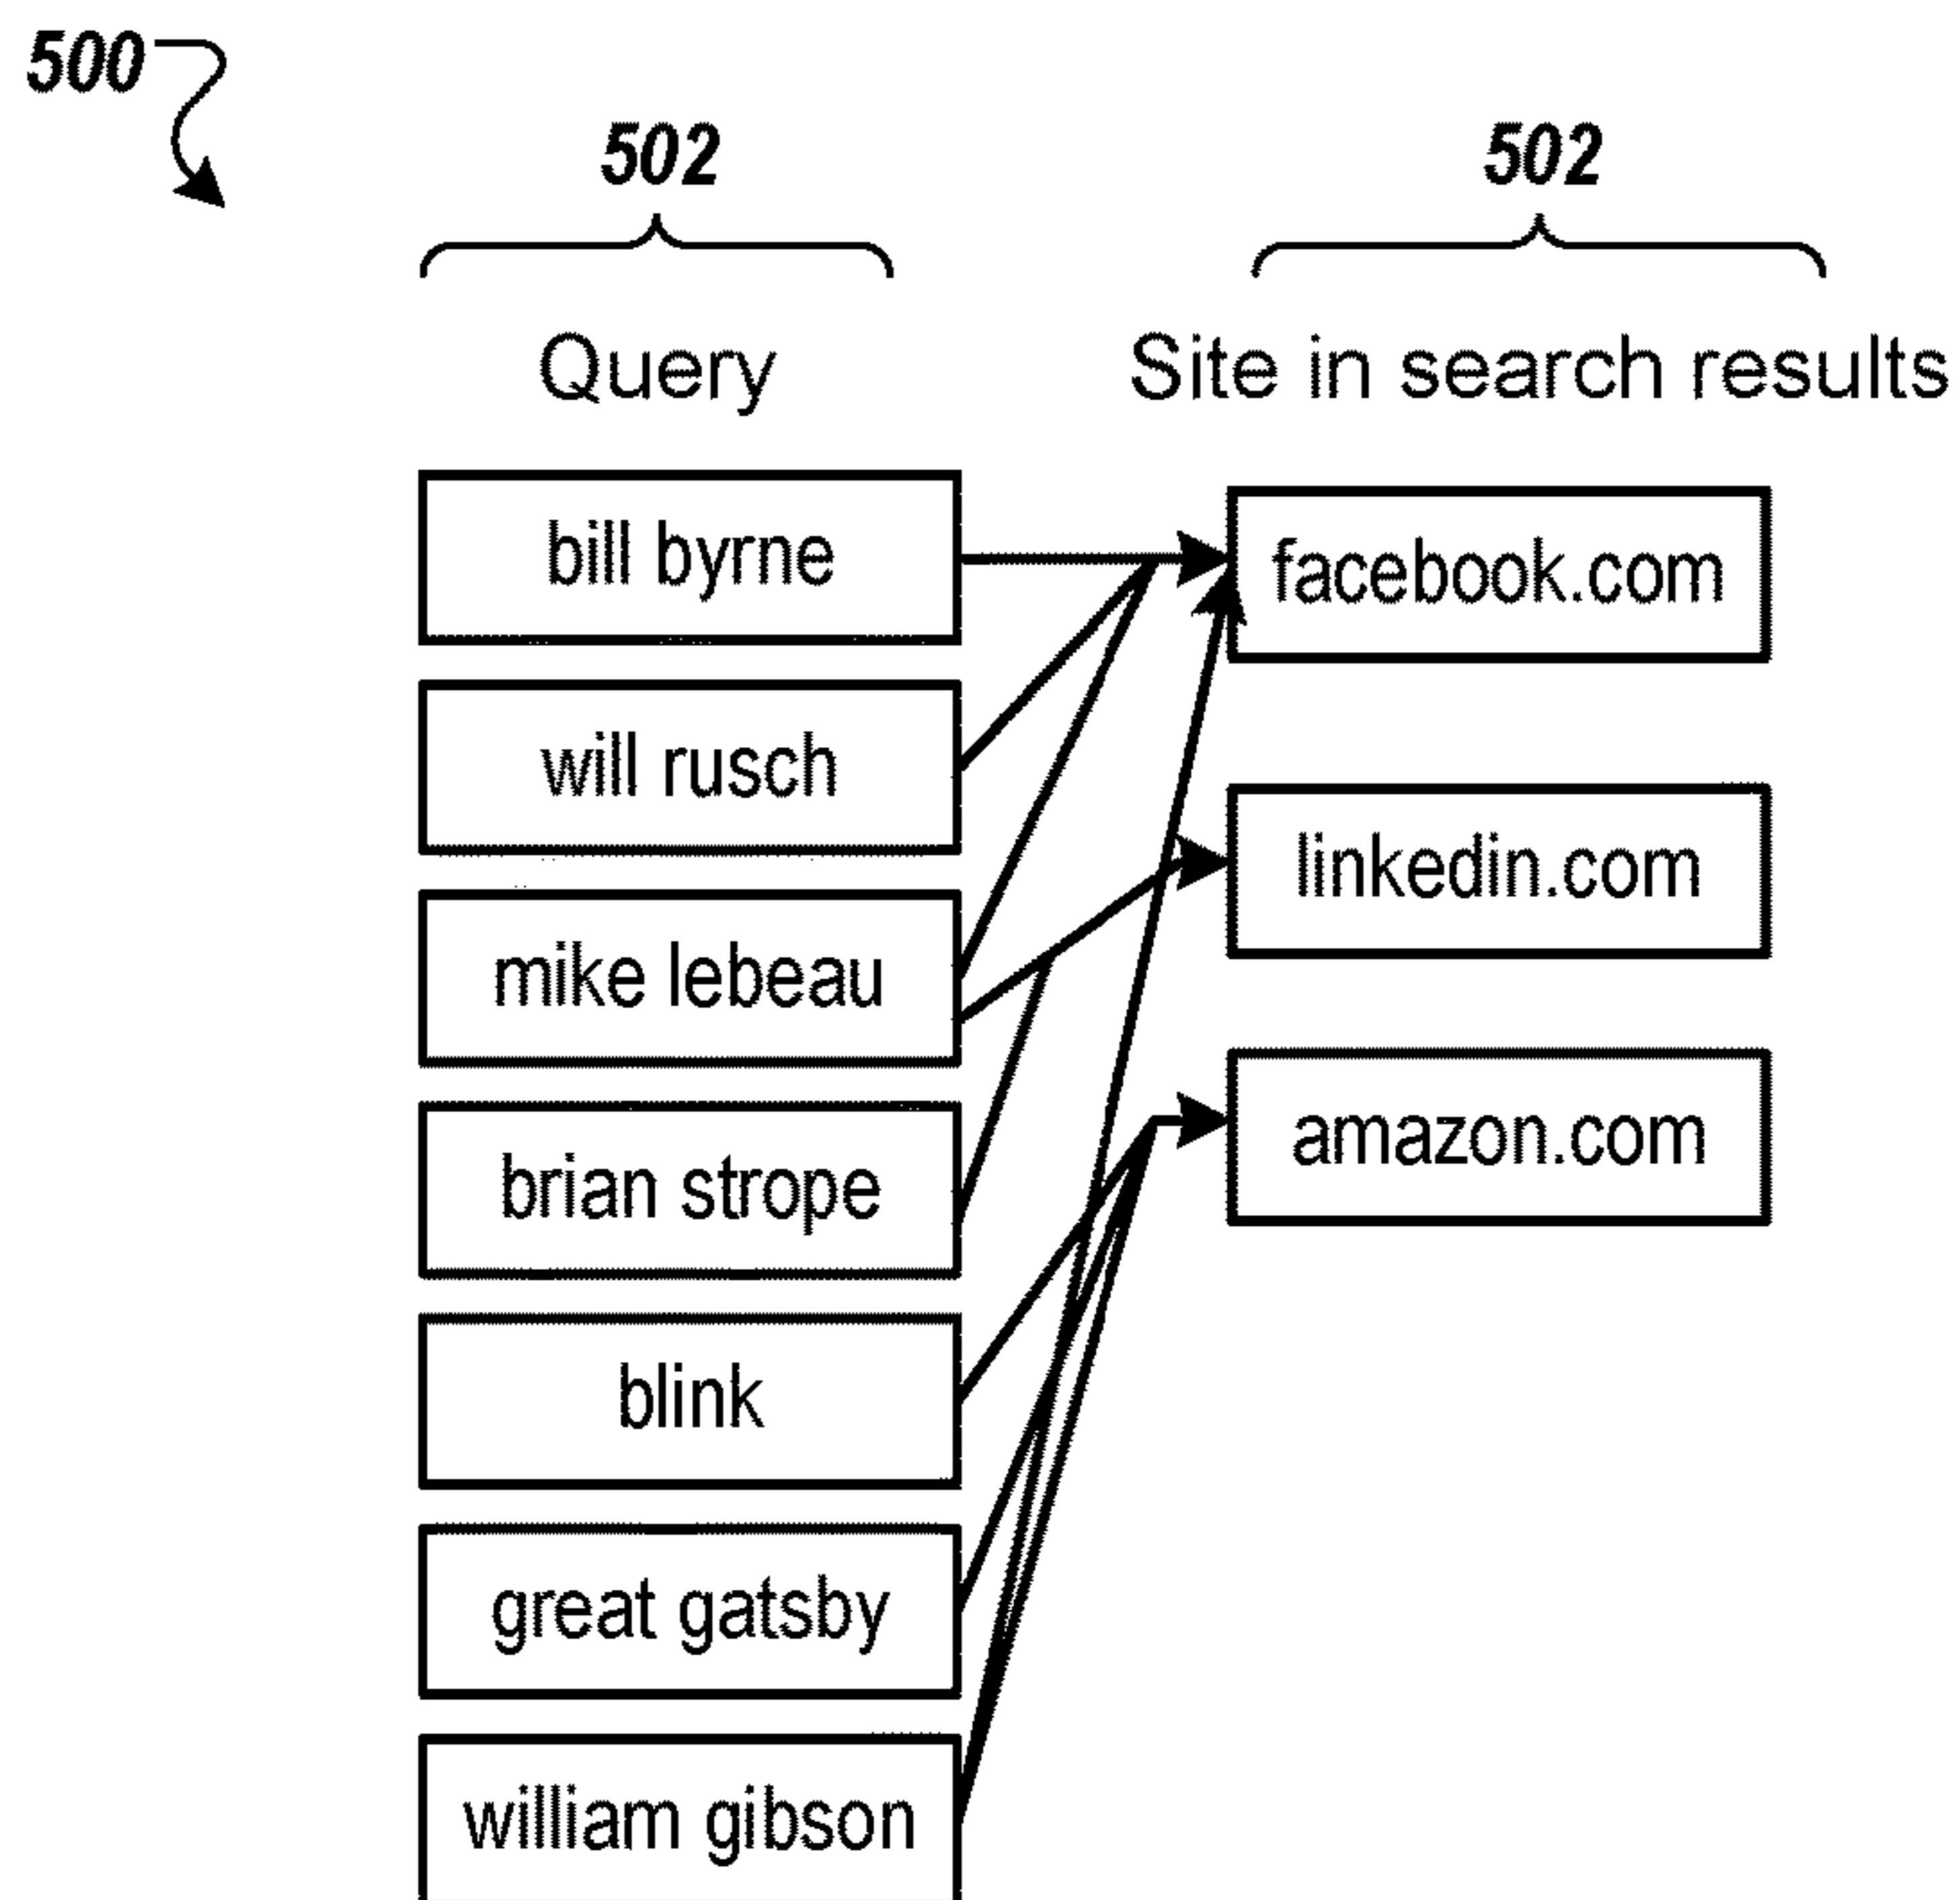 500
502 502
Query Site in search results
bill byrne facebook.com
will rusch
linkedin.com
mike lebeau
brian strope amazon.com
blink
great gatsby
william gibson